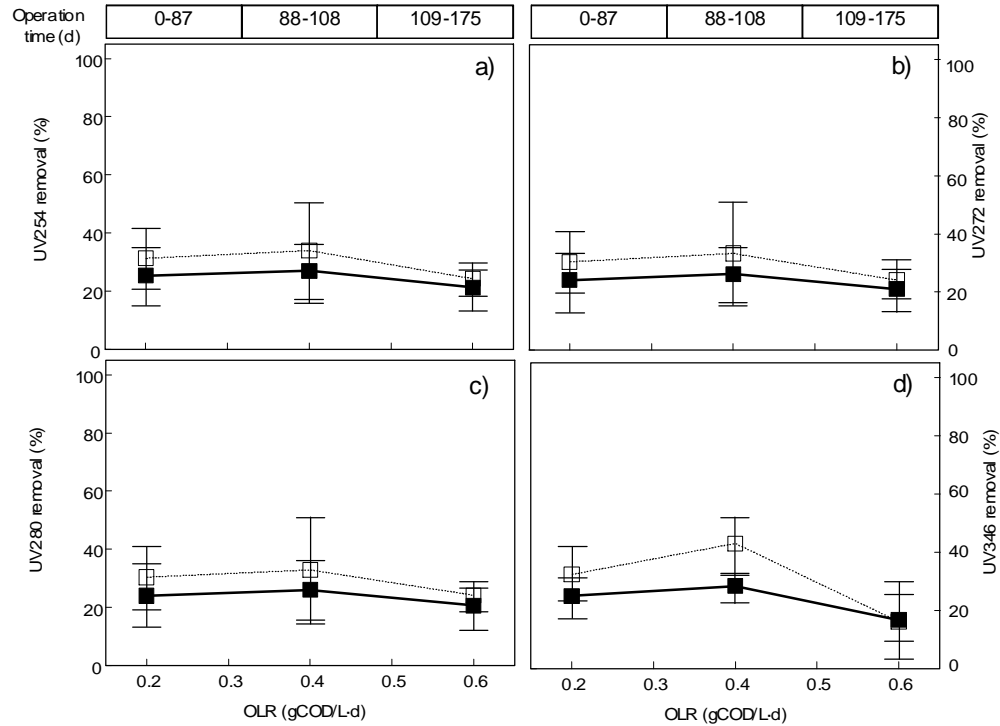 Operation time (d)
0-87 88-108 109-175 0-87 88-108 109-175
a)
100
80
60
40
20
0
UV254 removal (%)
b)
100
80
60
40
20
0
UV272 removal (%)
c)
100
80
60
40
20
0
UV280 removal (%)
0.2 0.3 0.4 0.5 0.6
OLR (gCOD/L·d)
d)
100
80
60
40
20
0
UV346 removal (%)
0.2 0.3 0.4 0.5 0.6
OLR (gCOD/L·d)